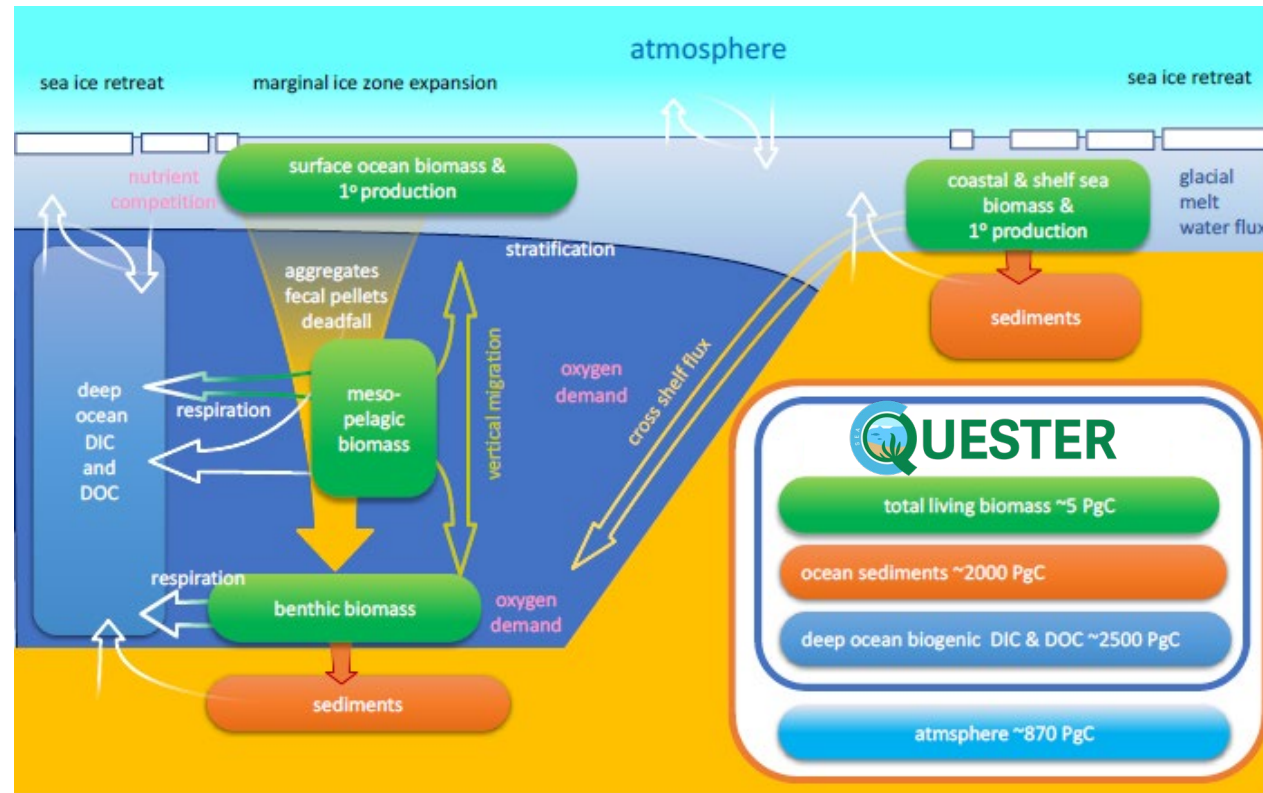 atmosphere
sea ice retreat
marginal ice zone expansion
sea ice retreat
nutrient
competition
surface ocean biomass &
1º production
coastal & shelf sea
biomass &
1º production
glacial
melt
water flux
stratification
aggregates
fecal pellets
deadfall
sediments
vertical migration
oxygen
demand
cross shelf flux
deep
ocean
DIC
and
DOC
respiration
meso-
pelagic
biomass
SEA
QUESTER
total living biomass ~5 PgC
ocean sediments ~2000 PgC
deep ocean biogenic DIC & DOC ~2500 PgC
atmsphere ~870 PgC
respiration
benthic biomass
oxygen
demand
sediments